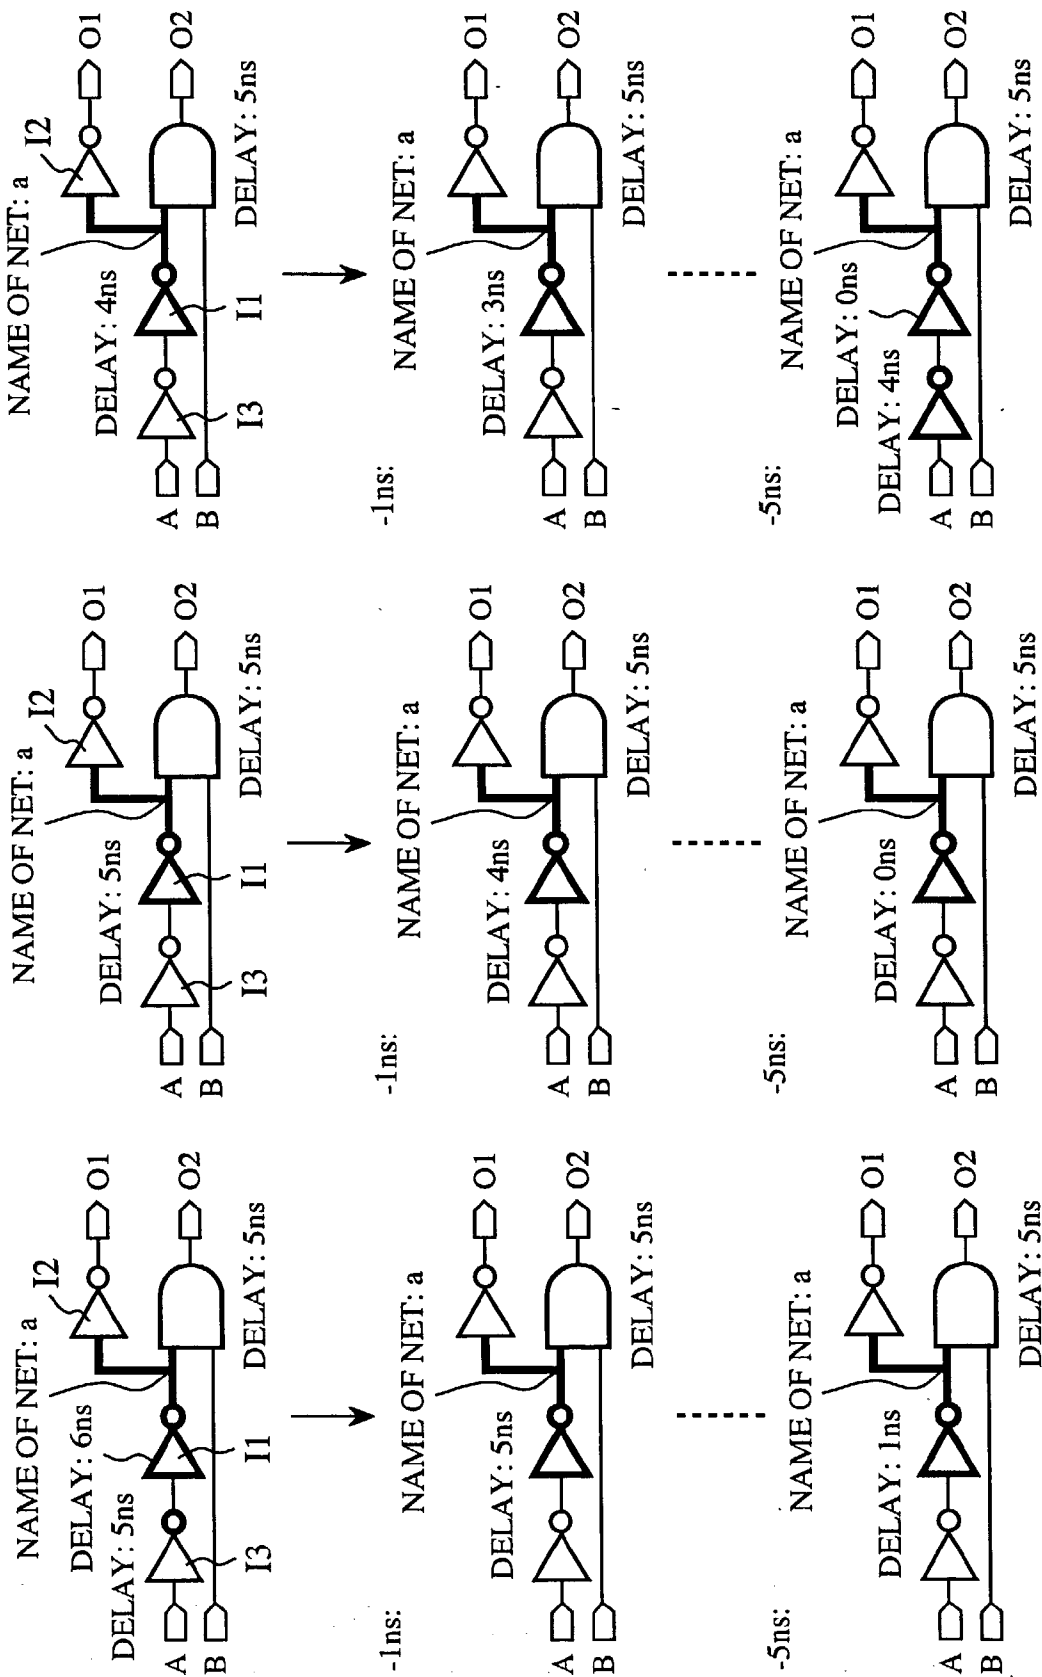 NAME OF NET: a
I2
O1
DELAY: 6ns
DELAY: 5ns
O2
A
B
I3
I1
DELAY: 5ns
-1ns:
NAME OF NET: a
O1
DELAY: 5ns
O2
A
B
DELAY: 5ns
-5ns:
NAME OF NET: a
O1
DELAY: 1ns
O2
A
B
DELAY: 5ns
NAME OF NET: a
I2
O1
DELAY: 5ns
O2
A
B
I3
I1
DELAY: 5ns
-1ns:
NAME OF NET: a
O1
DELAY: 4ns
O2
A
B
DELAY: 5ns
-5ns:
NAME OF NET: a
O1
DELAY: 0ns
O2
A
B
DELAY: 5ns
NAME OF NET: a
I2
O1
DELAY: 4ns
O2
A
B
I3
I1
DELAY: 5ns
-1ns:
NAME OF NET: a
O1
DELAY: 3ns
O2
A
B
DELAY: 5ns
-5ns:
NAME OF NET: a
O1
DELAY: 0ns
DELAY: 4ns
O2
A
B
DELAY: 5ns